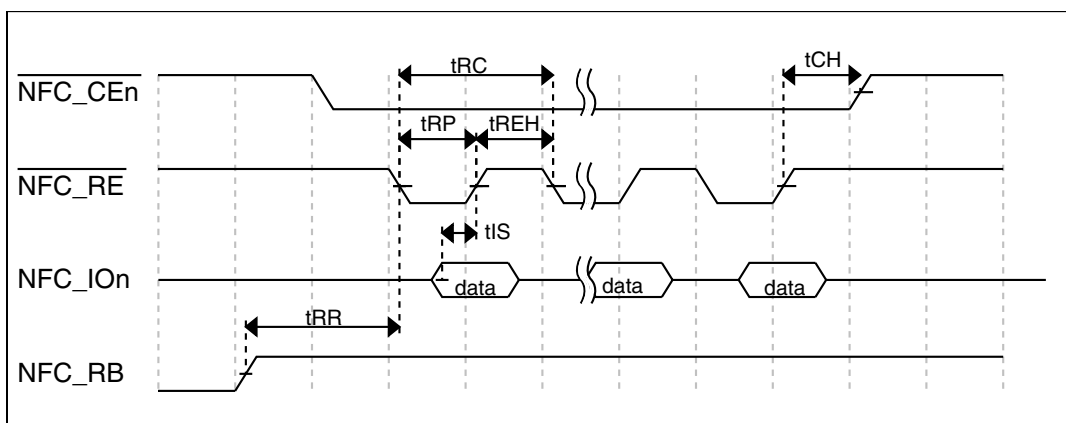 tRC
tCH
NFC_CEn
tRP
tREH
NFC_RE
tIS
NFC_IOn
data
data
data
tRR
NFC_RB